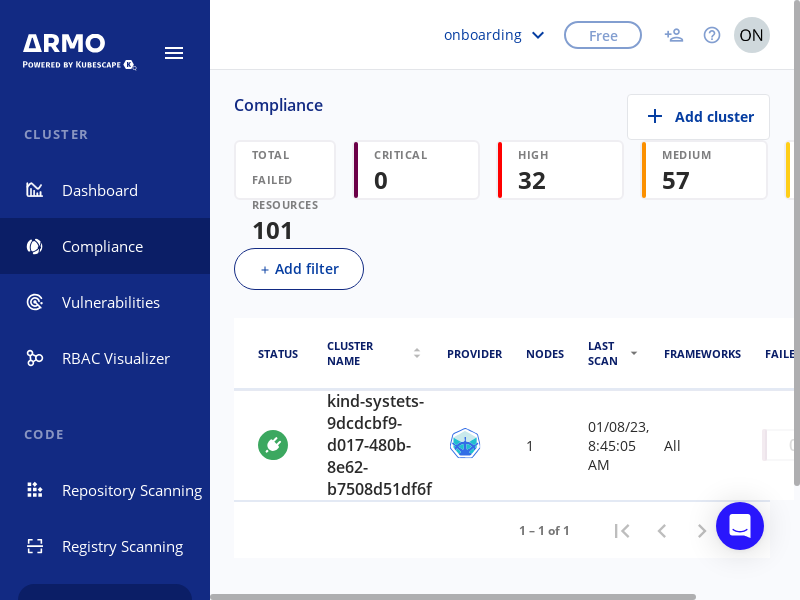 ARMO
POWERED BY KUBESCAPE
onboarding
Free
ON
CLUSTER
Dashboard
Compliance
Vulnerabilities
RBAC Visualizer
CODE
Repository Scanning
Registry Scanning
Compliance
+ Add cluster
TOTAL
FAILED
RESOURCES
101
CRITICAL
0
HIGH
32
MEDIUM
57
+ Add filter
STATUS
CLUSTER
NAME
PROVIDER
NODES
LAST
SCAN
FRAMEWORKS
FAILE
kind-systets-
9dcdcbf9-
d017-480b-
8e62-
b7508d51df6f
1
01/08/23,
8:45:05
AM
All
0
1 – 1 of 1